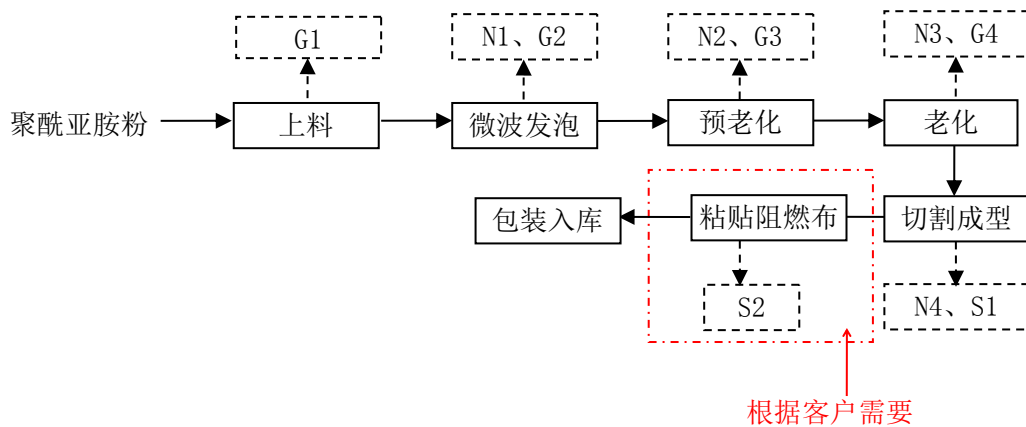 G1
N1、G2
N2、G3
N3、G4
聚酰亚胺粉
上料
微波发泡
预老化
老化
包装入库
粘贴阻燃布
切割成型
S2
N4、S1
根据客户需要